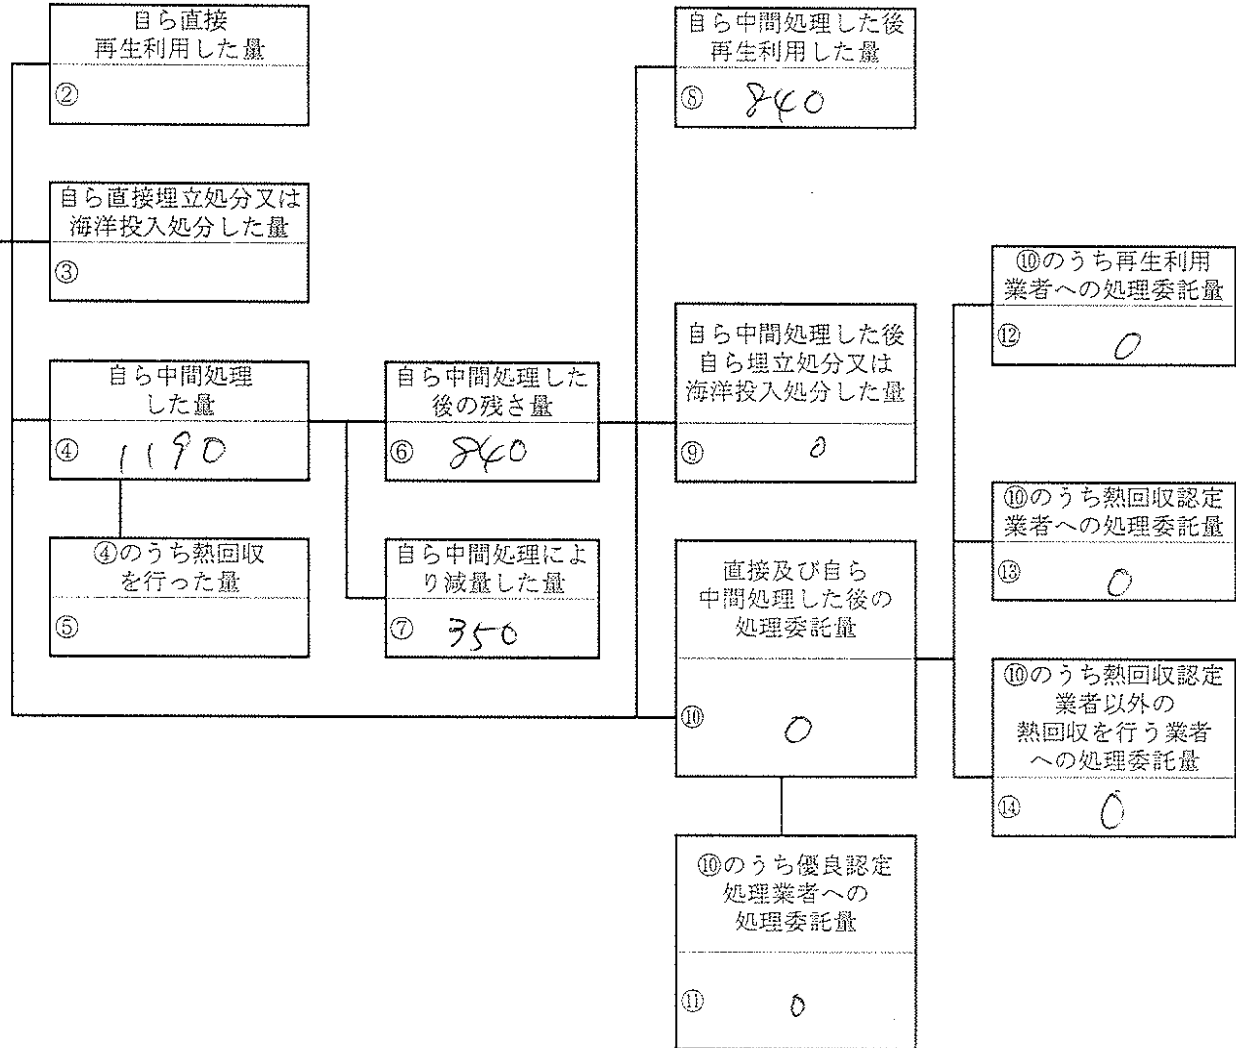 自ら直接
再生利用した量
②
自ら直接埋立処分又は
海洋投入処分した量
③
自ら中間処理
した量
④ 1190
④のうち熱回収
を行った量
⑤
自ら中間処理した
後の残さ量
⑥ 840
自ら中間処理によ
り減量した量
⑦ 350
自ら中間処理した後
再生利用した量
⑧ 840
自ら中間処理した後
自ら埋立処分又は
海洋投入処分した量
⑨ 0
直接及び自ら
中間処理した後の
処理委託量
⑩ 0
⑩のうち優良認定
処理業者への
処理委託量
⑪ 0
⑩のうち再生利用
業者への処理委託量
⑫ 0
⑩のうち熱回収認定
業者への処理委託量
⑬ 0
⑩のうち熱回収認定
業者以外の
熱回収を行う業者
への処理委託量
⑭ 0